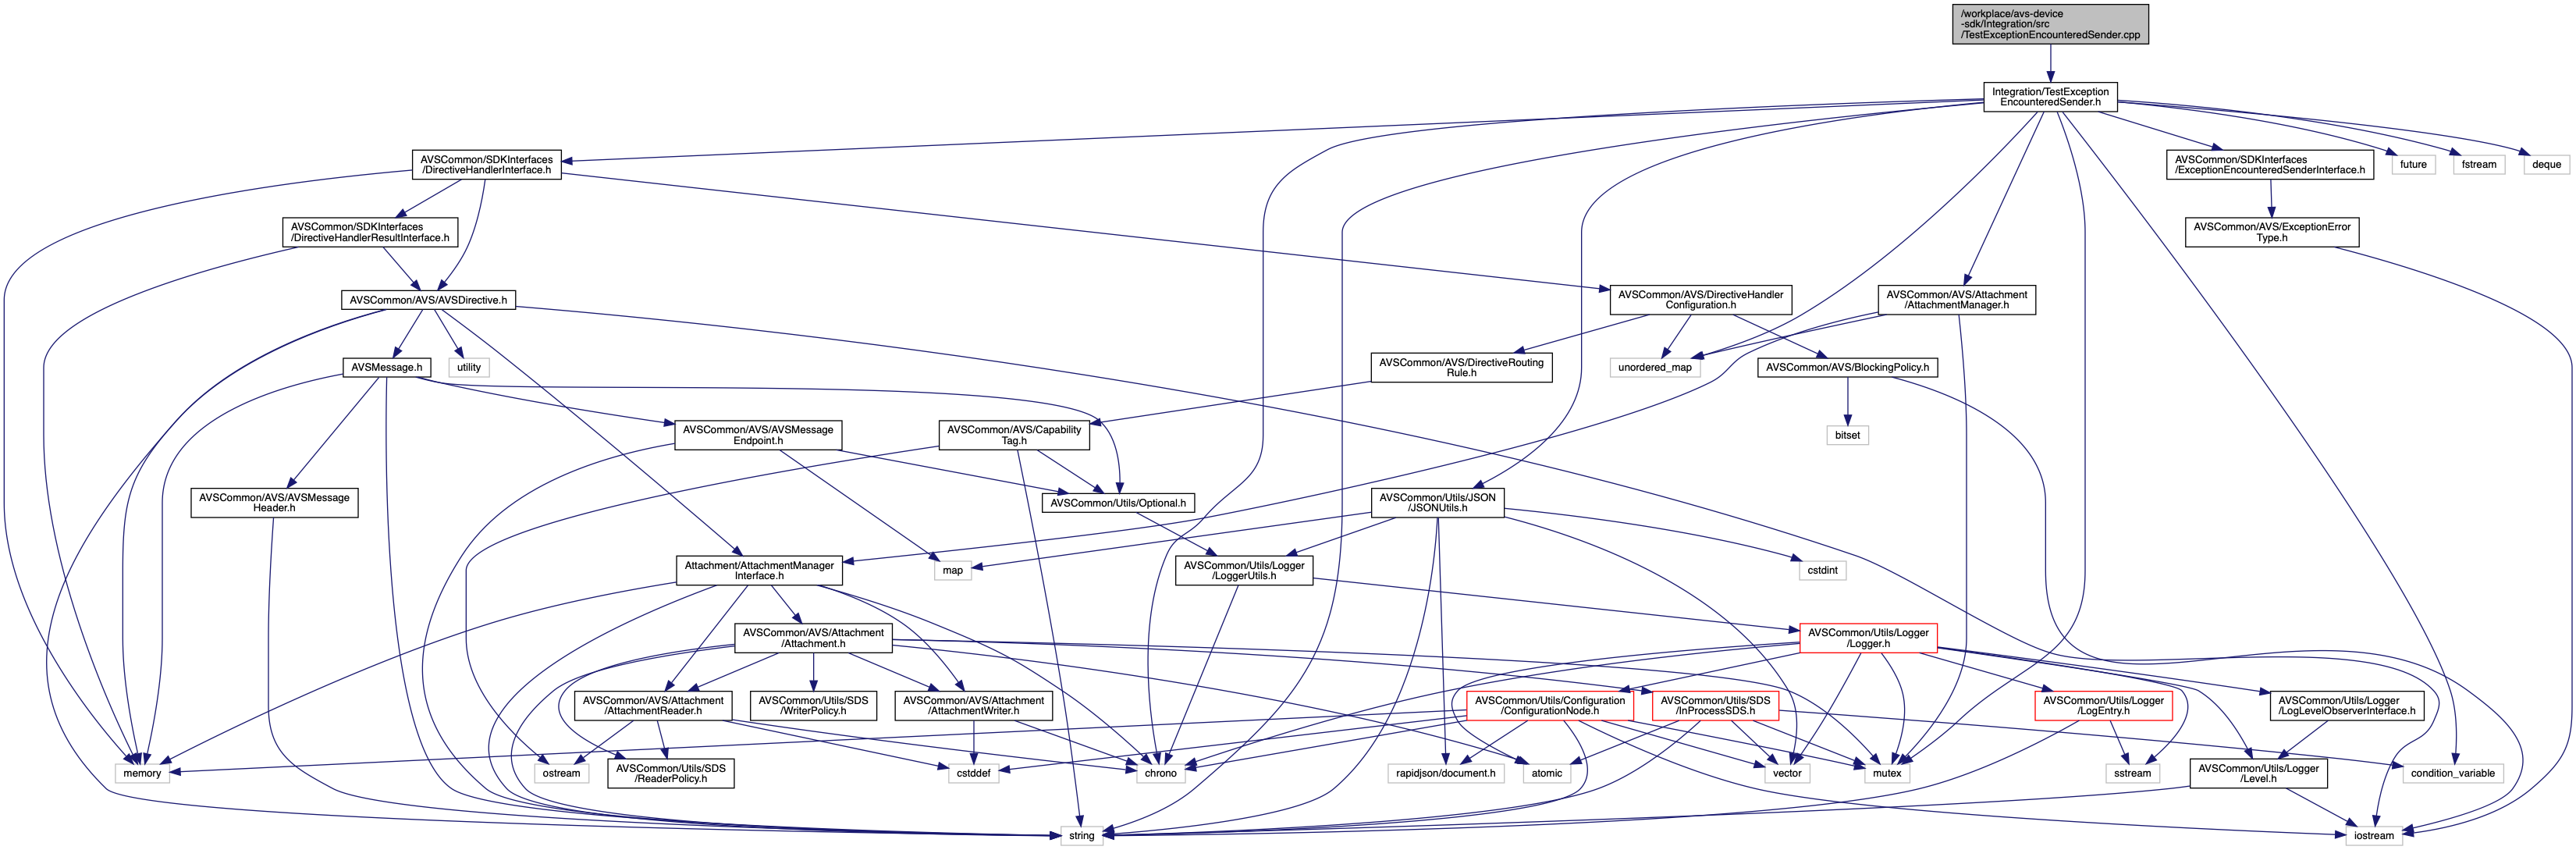 /workplace/avs-device
-sdk/Integration/src
/TestExceptionEncounteredSender.cpp
Integration/TestException
EncounteredSender.h
AVSCommon/SDKInterfaces
/DirectiveHandlerInterface.h
AVSCommon/SDKInterfaces
/ExceptionEncounteredSenderInterface.h
future
fstream
deque
AVSCommon/SDKInterfaces
/DirectiveHandlerResultInterface.h
AVSCommon/AVS/ExceptionError
Type.h
AVSCommon/AVS/AVSDirective.h
AVSCommon/AVS/DirectiveHandler
Configuration.h
AVSCommon/AVS/Attachment
/AttachmentManager.h
AVSMessage.h
utility
unordered_map
AVSCommon/AVS/DirectiveRouting
Rule.h
AVSCommon/AVS/BlockingPolicy.h
AVSCommon/AVS/AVSMessage
Endpoint.h
AVSCommon/AVS/Capability
Tag.h
bitset
AVSCommon/AVS/AVSMessage
Header.h
AVSCommon/Utils/Optional.h
AVSCommon/Utils/JSON
/JSONUtils.h
Attachment/AttachmentManager
Interface.h
map
AVSCommon/Utils/Logger
/LoggerUtils.h
cstdint
AVSCommon/AVS/Attachment
/Attachment.h
AVSCommon/Utils/Logger
/Logger.h
AVSCommon/AVS/Attachment
/AttachmentReader.h
AVSCommon/Utils/SDS
/WriterPolicy.h
AVSCommon/AVS/Attachment
/AttachmentWriter.h
AVSCommon/Utils/Configuration
/ConfigurationNode.h
AVSCommon/Utils/SDS
/InProcessSDS.h
AVSCommon/Utils/Logger
/LogEntry.h
AVSCommon/Utils/Logger
/LogLevelObserverInterface.h
memory
ostream
AVSCommon/Utils/SDS
/ReaderPolicy.h
cstddef
chrono
rapidjson/document.h
atomic
vector
mutex
sstream
AVSCommon/Utils/Logger
/Level.h
condition_variable
string
iostream